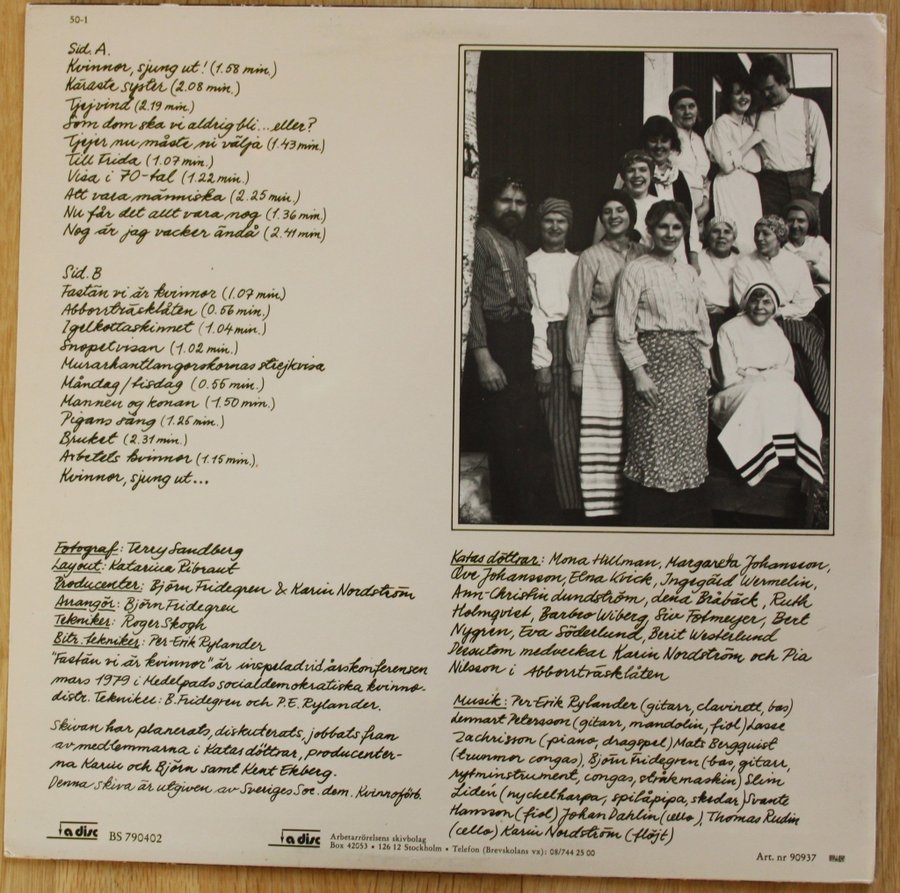 50-1
Sid. A.
Kvinnor, sjung ut! (1.58 min.)
Käraste syster (2.08 min.)
Tjejvind (2.19 min.)
Som dom ska vi aldrig bli... eller?
Tjejer nu måste ni välja (1.43 min.)
Till Frida (1.07 min.)
Visa i 70-tal (1.22 min.)
Att vara människa (2.25 min.)
Nu får det allt vara nog (1.36 min.)
Nog är jag vacker ändå (2.41 min)
Sid. B
Fastän vi är kvinnor (1.07 min.)
Abborrträsklåten (0.56 min.)
Igelkottaskinnet (1.04 min.)
Snopetvisan (1.02 min.)
Murarhantlangorskornas strejkvisa
Måndag/tisdag (0.55 min.)
Mannen og konan (1.50 min.)
Pigans sång (1.25 min.)
Bruket (2.31 min.)
Arbetets kvinnor (1.15 min.)
Kvinnor, sjung ut...
Fotograf: Terry Sandberg
Layout: Katarina Ribraut
Producenter: Björn Fridegren & Karin Nordström
Arrangör: Björn Fridegren
Tekniker: Roger Skogh
Bitr. tekniker: Per-Erik Rylander
"Fastän vi är kvinnor" är inspelad vid årskonferensen
mars 1979 i Medelpads socialdemokratiska kvinno-
distr. Tekniker: B. Fridegren och P.E. Rylander.
Skivan har planerats, diskuterats, jobbats fram
av medlemmarna i Katas döttrar, producenter-
na Karin och Björn samt Kent Ekberg.
Denna skiva är utgiven av Sveriges Soc. dem. Kvinnoförb.
Katas döttrar: Mona Hillman, Margareta Johansson,
Ove Johansson, Elna Kvick, Ingegärd Wermelin,
Ann-Christin Lundström, Lena Bråbäck, Ruth
Holmqvist, Barbro Wiberg, Siv Fotmeyer, Bert
Nygren, Eva Söderlund, Berit Westerlund
Dessutom medverkar Karin Nordström och Pia
Nilsson i Abborrträsklåten
Musik: Per Erik Rylander (gitarr, clarinett, bas)
Lennart Petersson (gitarr, mandolin, fiol) Lasse
Zachrisson (piano, dragspel) Mats Bergquist
(trummor congas), Björn Fridegren (bas, gitarr,
rytminstrument, congas, stråkmaskin) Slim
Lidén (nyckelharpa, spilåpipa, skedar) Svante
Hansson (fiol) Johan Dahlin (cello), Thomas Rudin
(cello) Karin Nordström (flöjt)
a disc BS 790402
a disc Arbetarrörelsens skivbolag
Box 42053 • 126 12 Stockholm • Telefon (Brevskolans vx): 08/744 25 00
Art. nr 90937